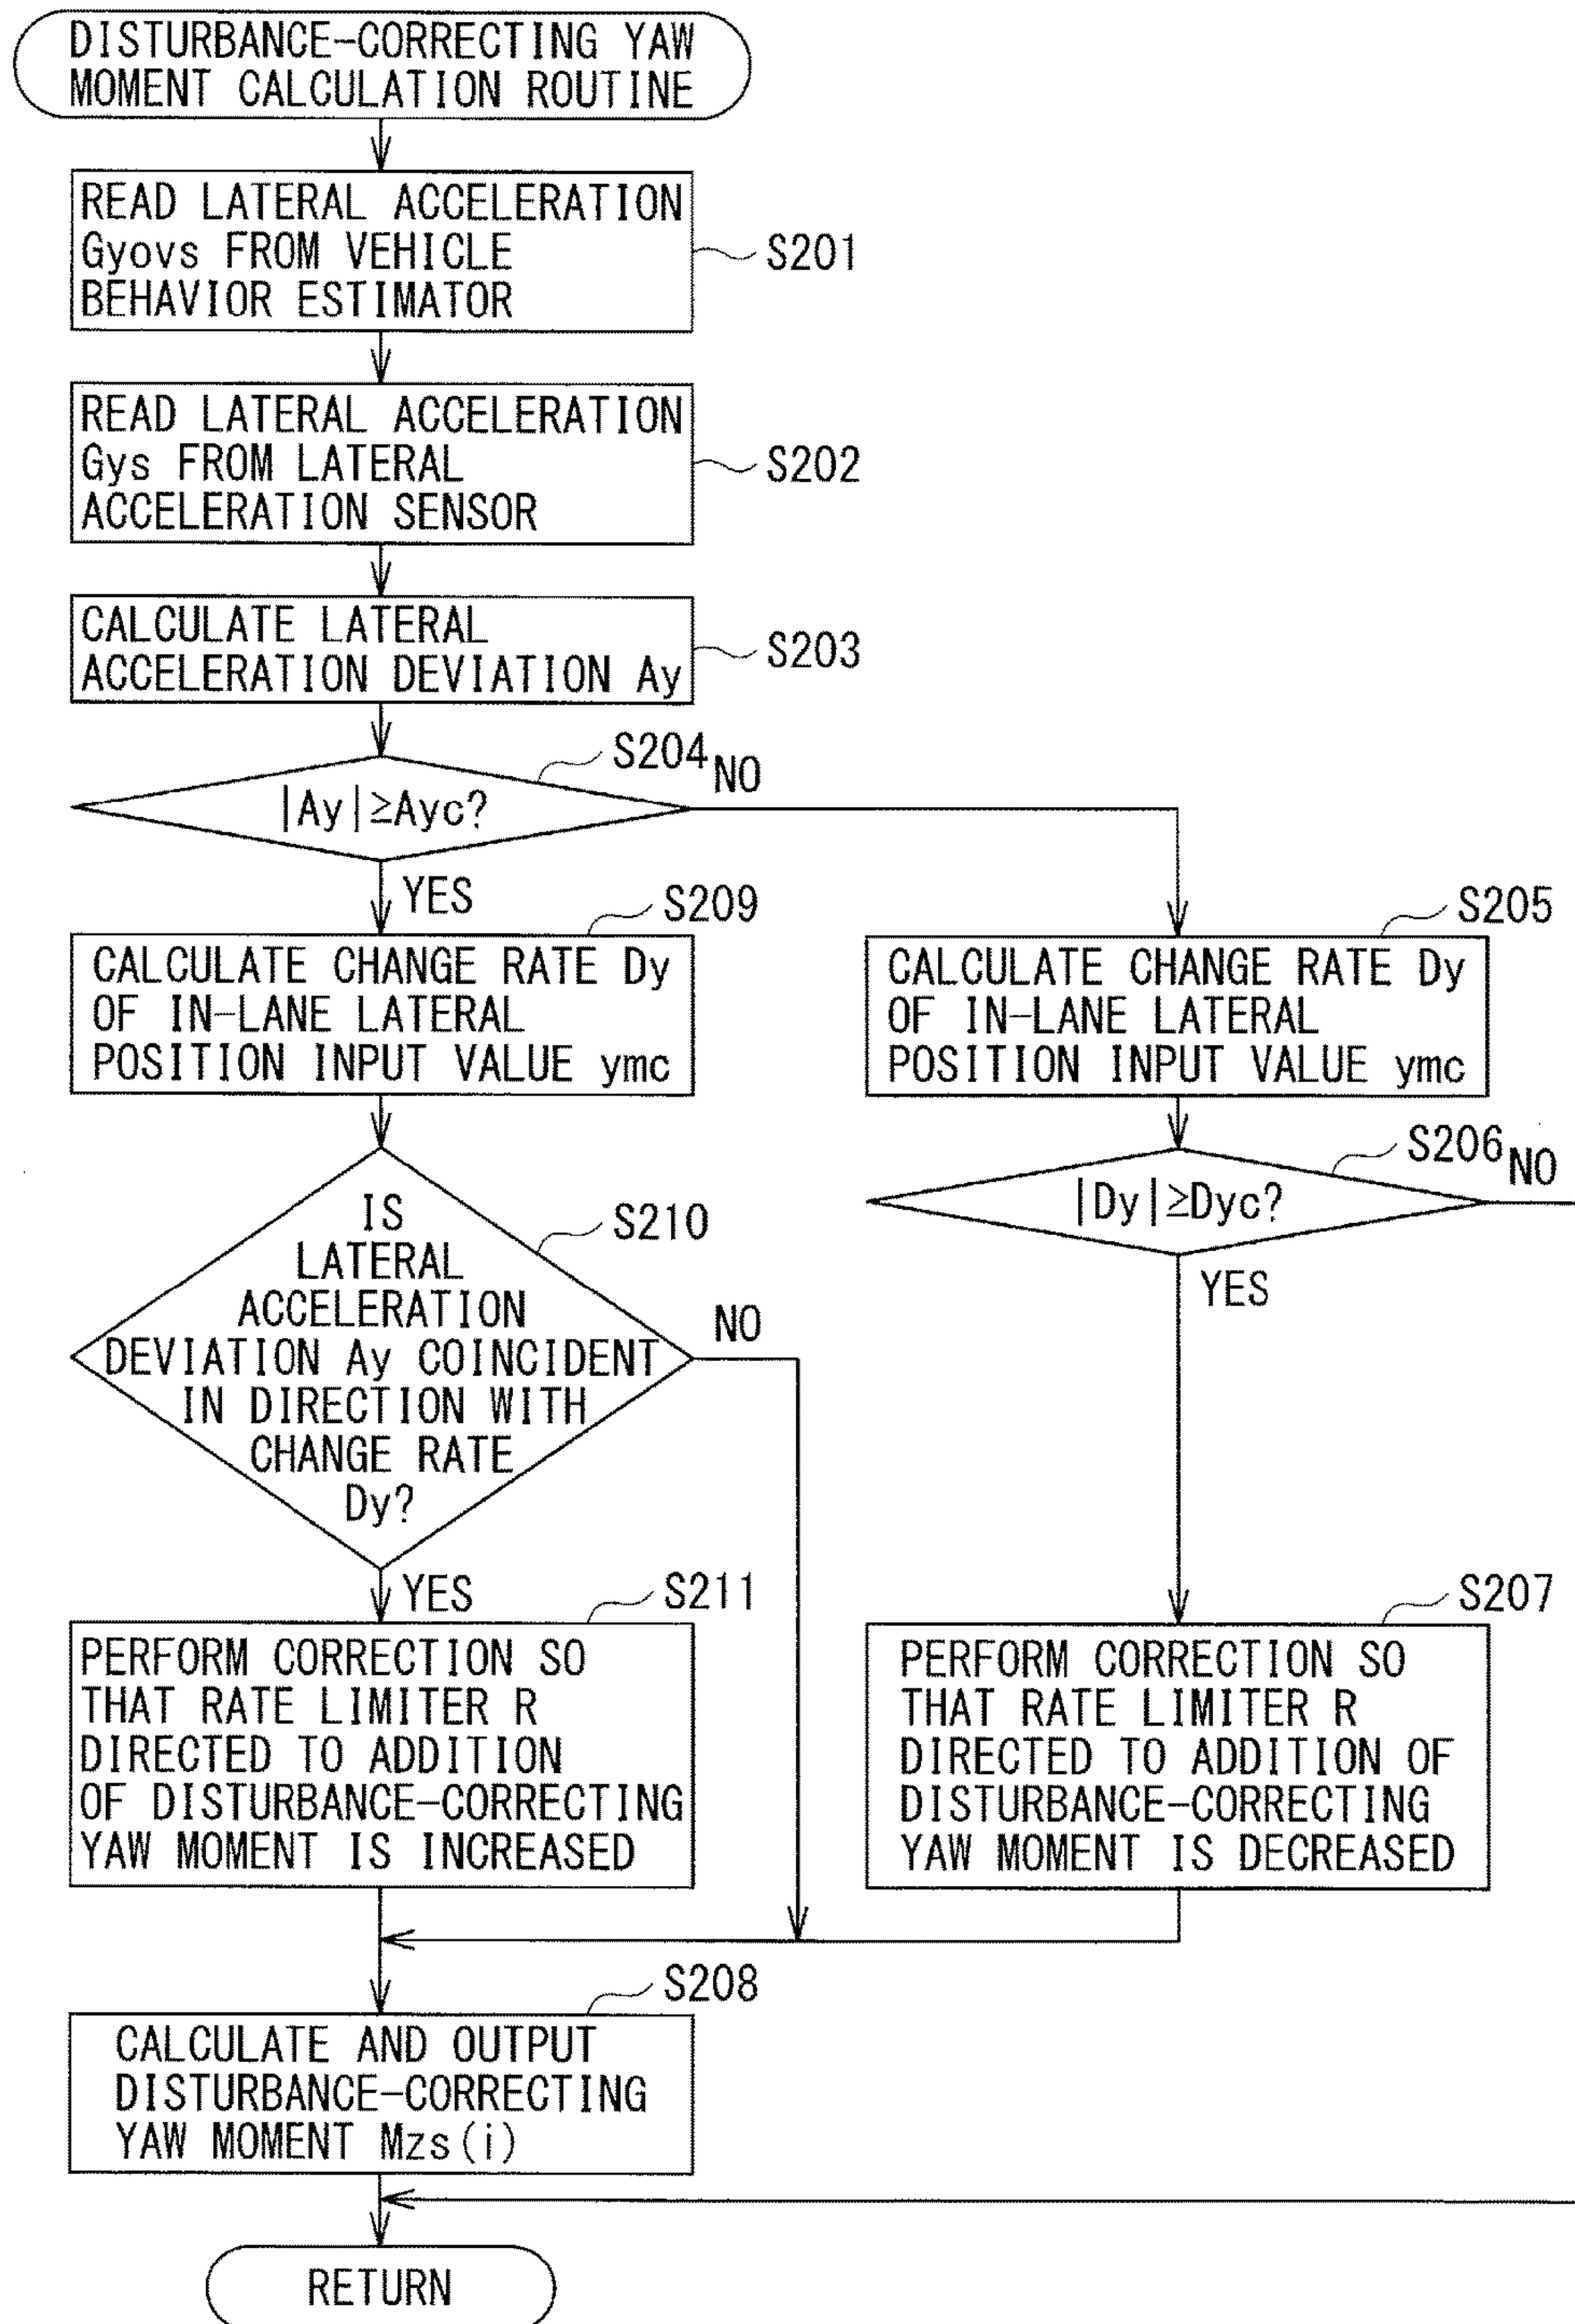 DISTURBANCE-CORRECTING YAW
MOMENT CALCULATION ROUTINE
READ LATERAL ACCELERATION
Gyovs FROM VEHICLE
BEHAVIOR ESTIMATOR
S201
READ LATERAL ACCELERATION
Gys FROM LATERAL
ACCELERATION SENSOR
S202
CALCULATE LATERAL
ACCELERATION DEVIATION Ay
S203
S204
|Ay|≥Ayc?
NO
YES
S209
CALCULATE CHANGE RATE Dy
OF IN-LANE LATERAL
POSITION INPUT VALUE ymc
S205
CALCULATE CHANGE RATE Dy
OF IN-LANE LATERAL
POSITION INPUT VALUE ymc
S206
|Dy|≥Dyc?
NO
YES
S210
IS
LATERAL
ACCELERATION
DEVIATION Ay COINCIDENT
IN DIRECTION WITH
CHANGE RATE
Dy?
NO
YES
S211
PERFORM CORRECTION SO
THAT RATE LIMITER R
DIRECTED TO ADDITION
OF DISTURBANCE-CORRECTING
YAW MOMENT IS INCREASED
S207
PERFORM CORRECTION SO
THAT RATE LIMITER R
DIRECTED TO ADDITION OF
DISTURBANCE-CORRECTING
YAW MOMENT IS DECREASED
S208
CALCULATE AND OUTPUT
DISTURBANCE-CORRECTING
YAW MOMENT Mzs(i)
RETURN